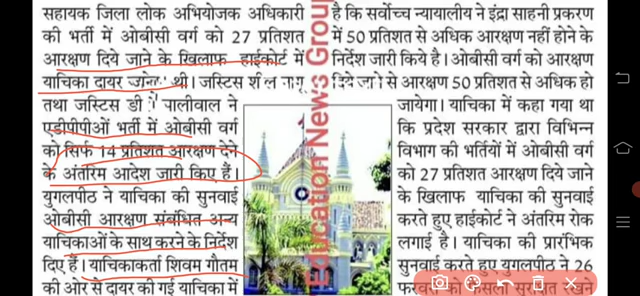 सहायक जिला लोक अभियोजक अधिकारी
की भर्ती में ओबीसी वर्ग को 27 प्रतिशत
आरक्षण दिये जाने के खिलाफ हाईकोर्ट में
याचिका दायर थी। जस्टिस
तथा जस्टिस डी पालीवाल ने
एडीपीपीओ भर्ती में ओबीसी वर्ग
को सिर्फ 14 प्रतिशत आरक्षण देने
के अंतरिम आदेश जारी किए हैं।
युगलपीठ ने याचिका की सुनवाई
ओबीसी आरक्षण संबंधित अन्य
याचिकाओं के साथ करने के निर्देश
दिए हैं। याचिकाकर्ता शिवम गौतम
की ओर से दायर की गई याचिका में
है कि सर्वोच्च न्यायालीय ने इंद्रा साहनी प्रकरण
में 50 प्रतिशत से अधिक आरक्षण नहीं होने के
निर्देश जारी किये है। ओबीसी वर्ग को आरक्षण
दिये जाने से आरक्षण 50 प्रतिशत से अधिक हो
जायेगा। याचिका में कहा गया था
कि प्रदेश सरकार द्वारा विभिन्न
विभाग की भर्तियों में ओबीसी वर्ग
को 27 प्रतिशत आरक्षण दिये जाने
के खिलाफ याचिका की सुनवाई
करते हुए हाईकोर्ट ने अंतरिम रोक
लगाई है। याचिका की प्रारंभिक
सुनवाई करते हुए युगलपीठ ने 26
Education News Group